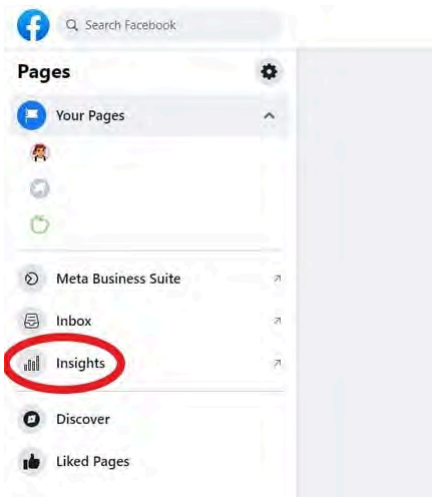 Search Facebook
Pages
Your Pages
Meta Business Suite
Inbox
Insights
Discover
Liked Pages